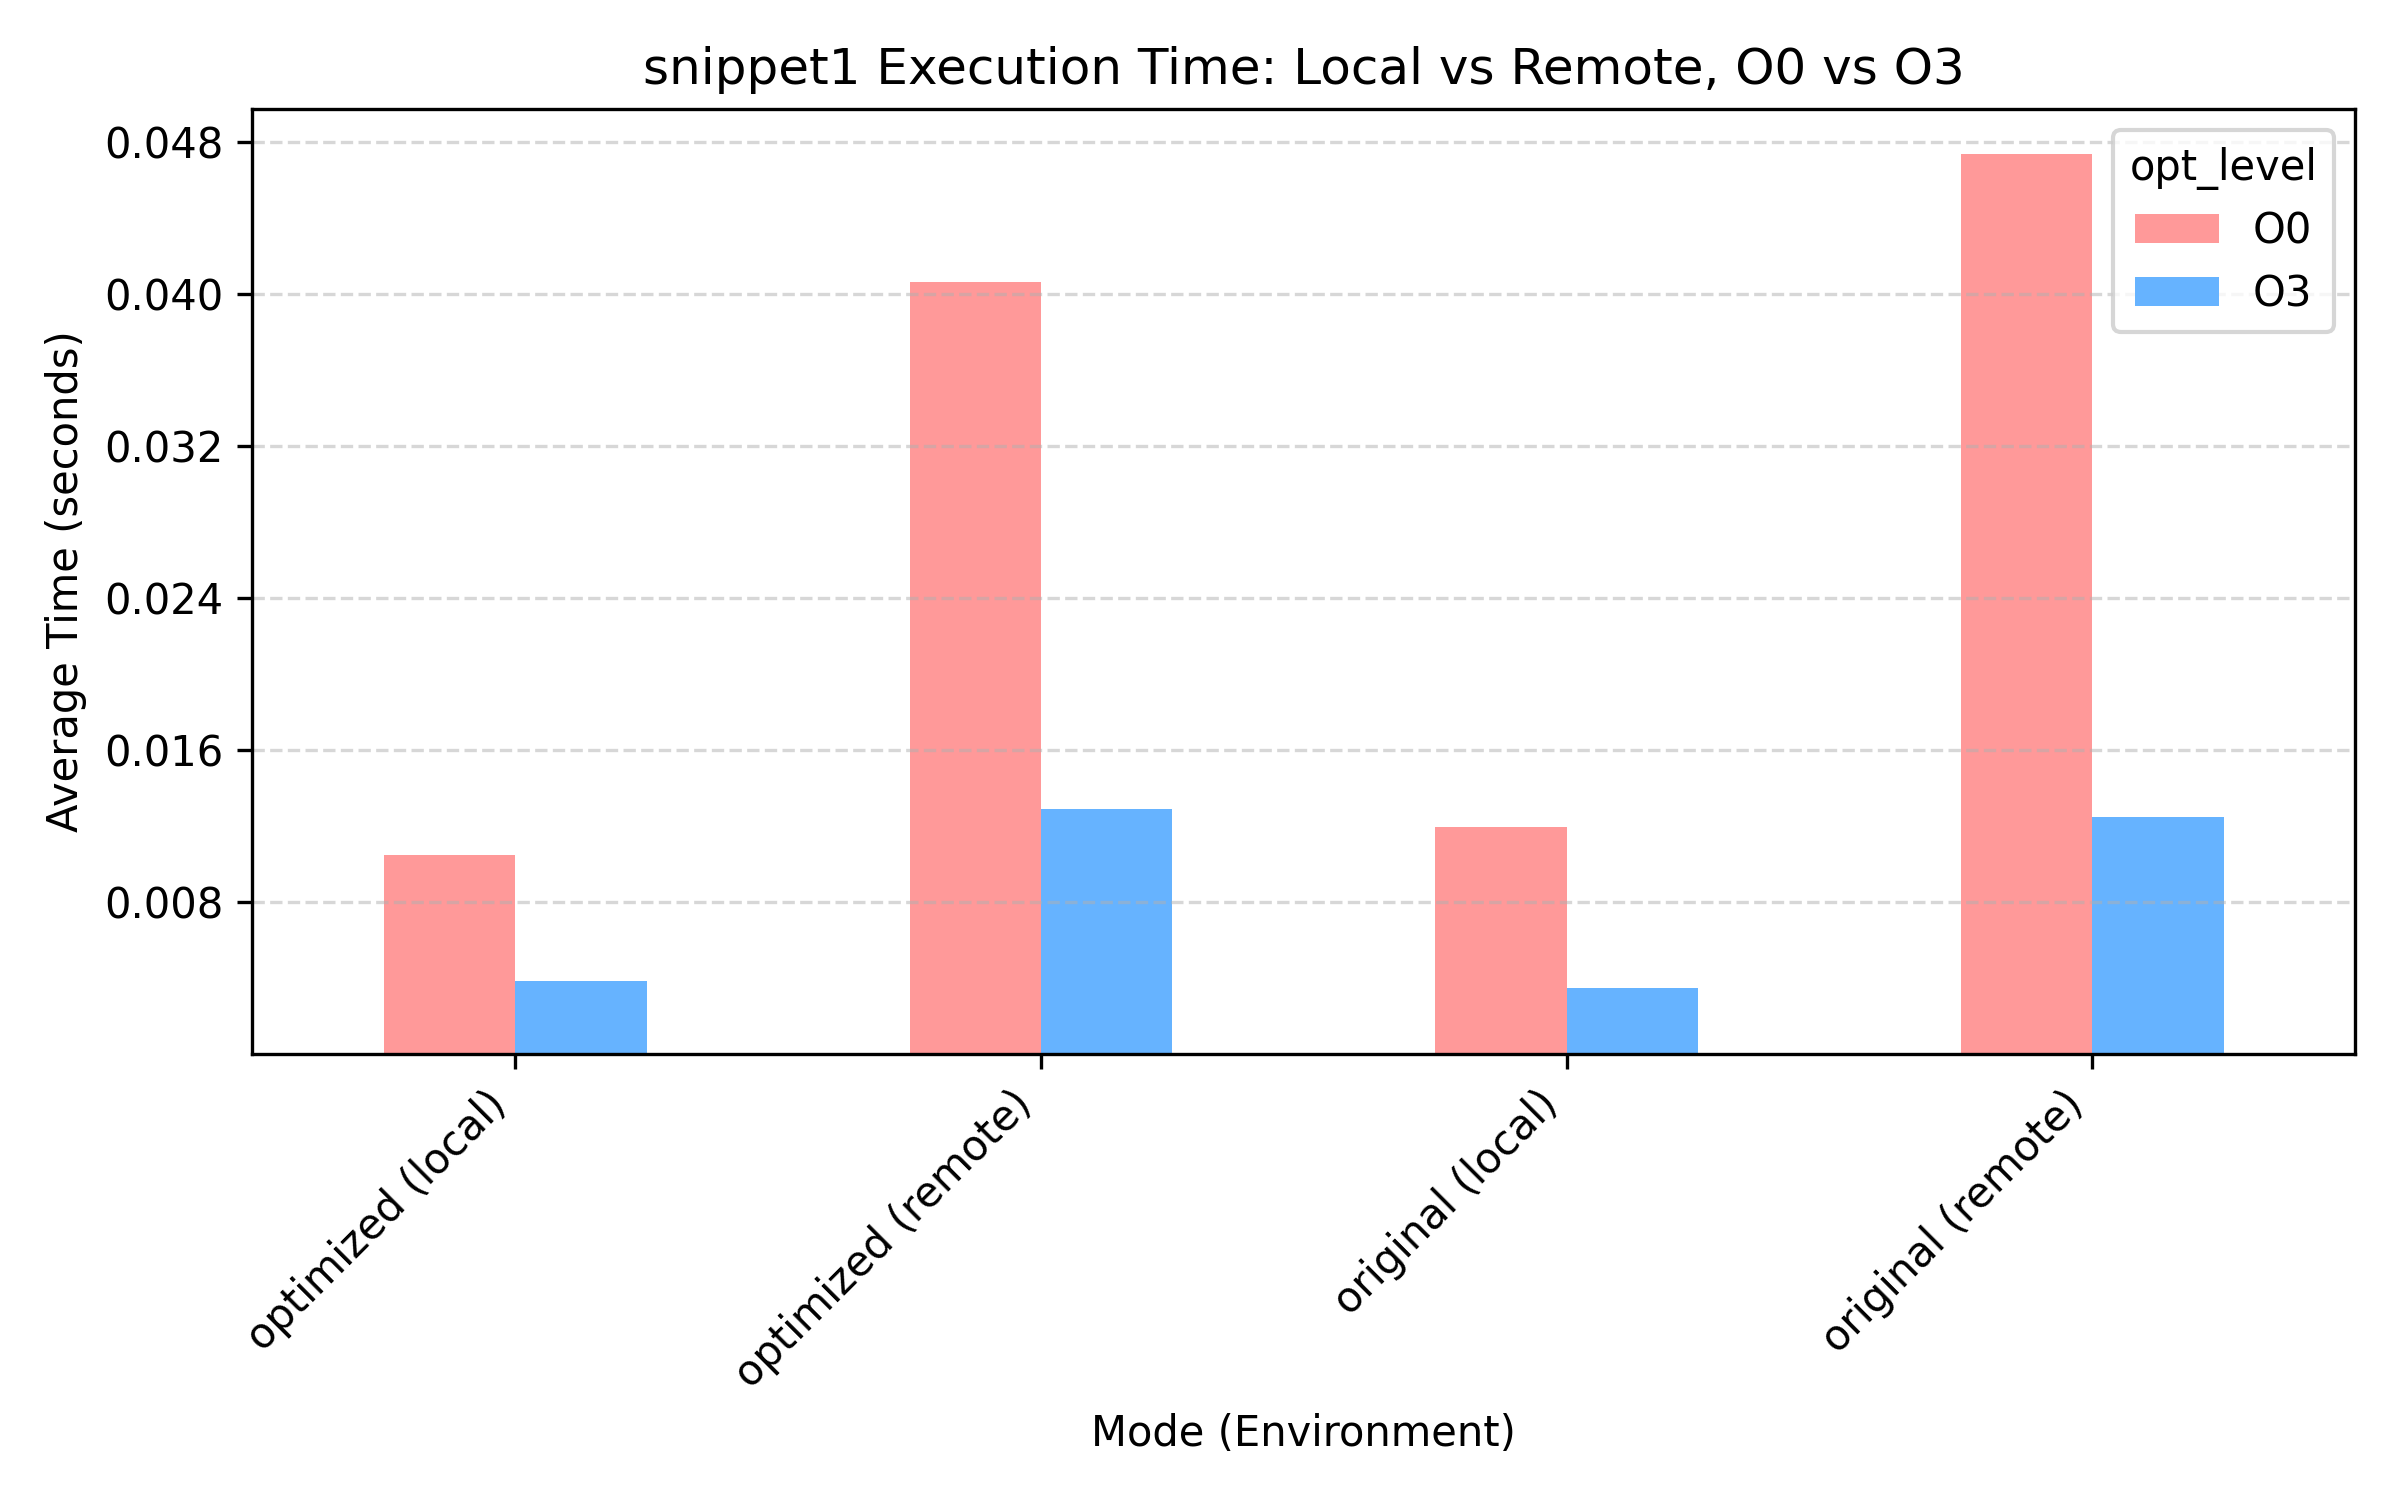 snippet1 Execution Time: Local vs Remote, O0 vs O3
opt_level
O0
O3
Average Time (seconds)
0.048
0.040
0.032
0.024
0.016
0.008
optimized (local)
optimized (remote)
original (local)
original (remote)
Mode (Environment)